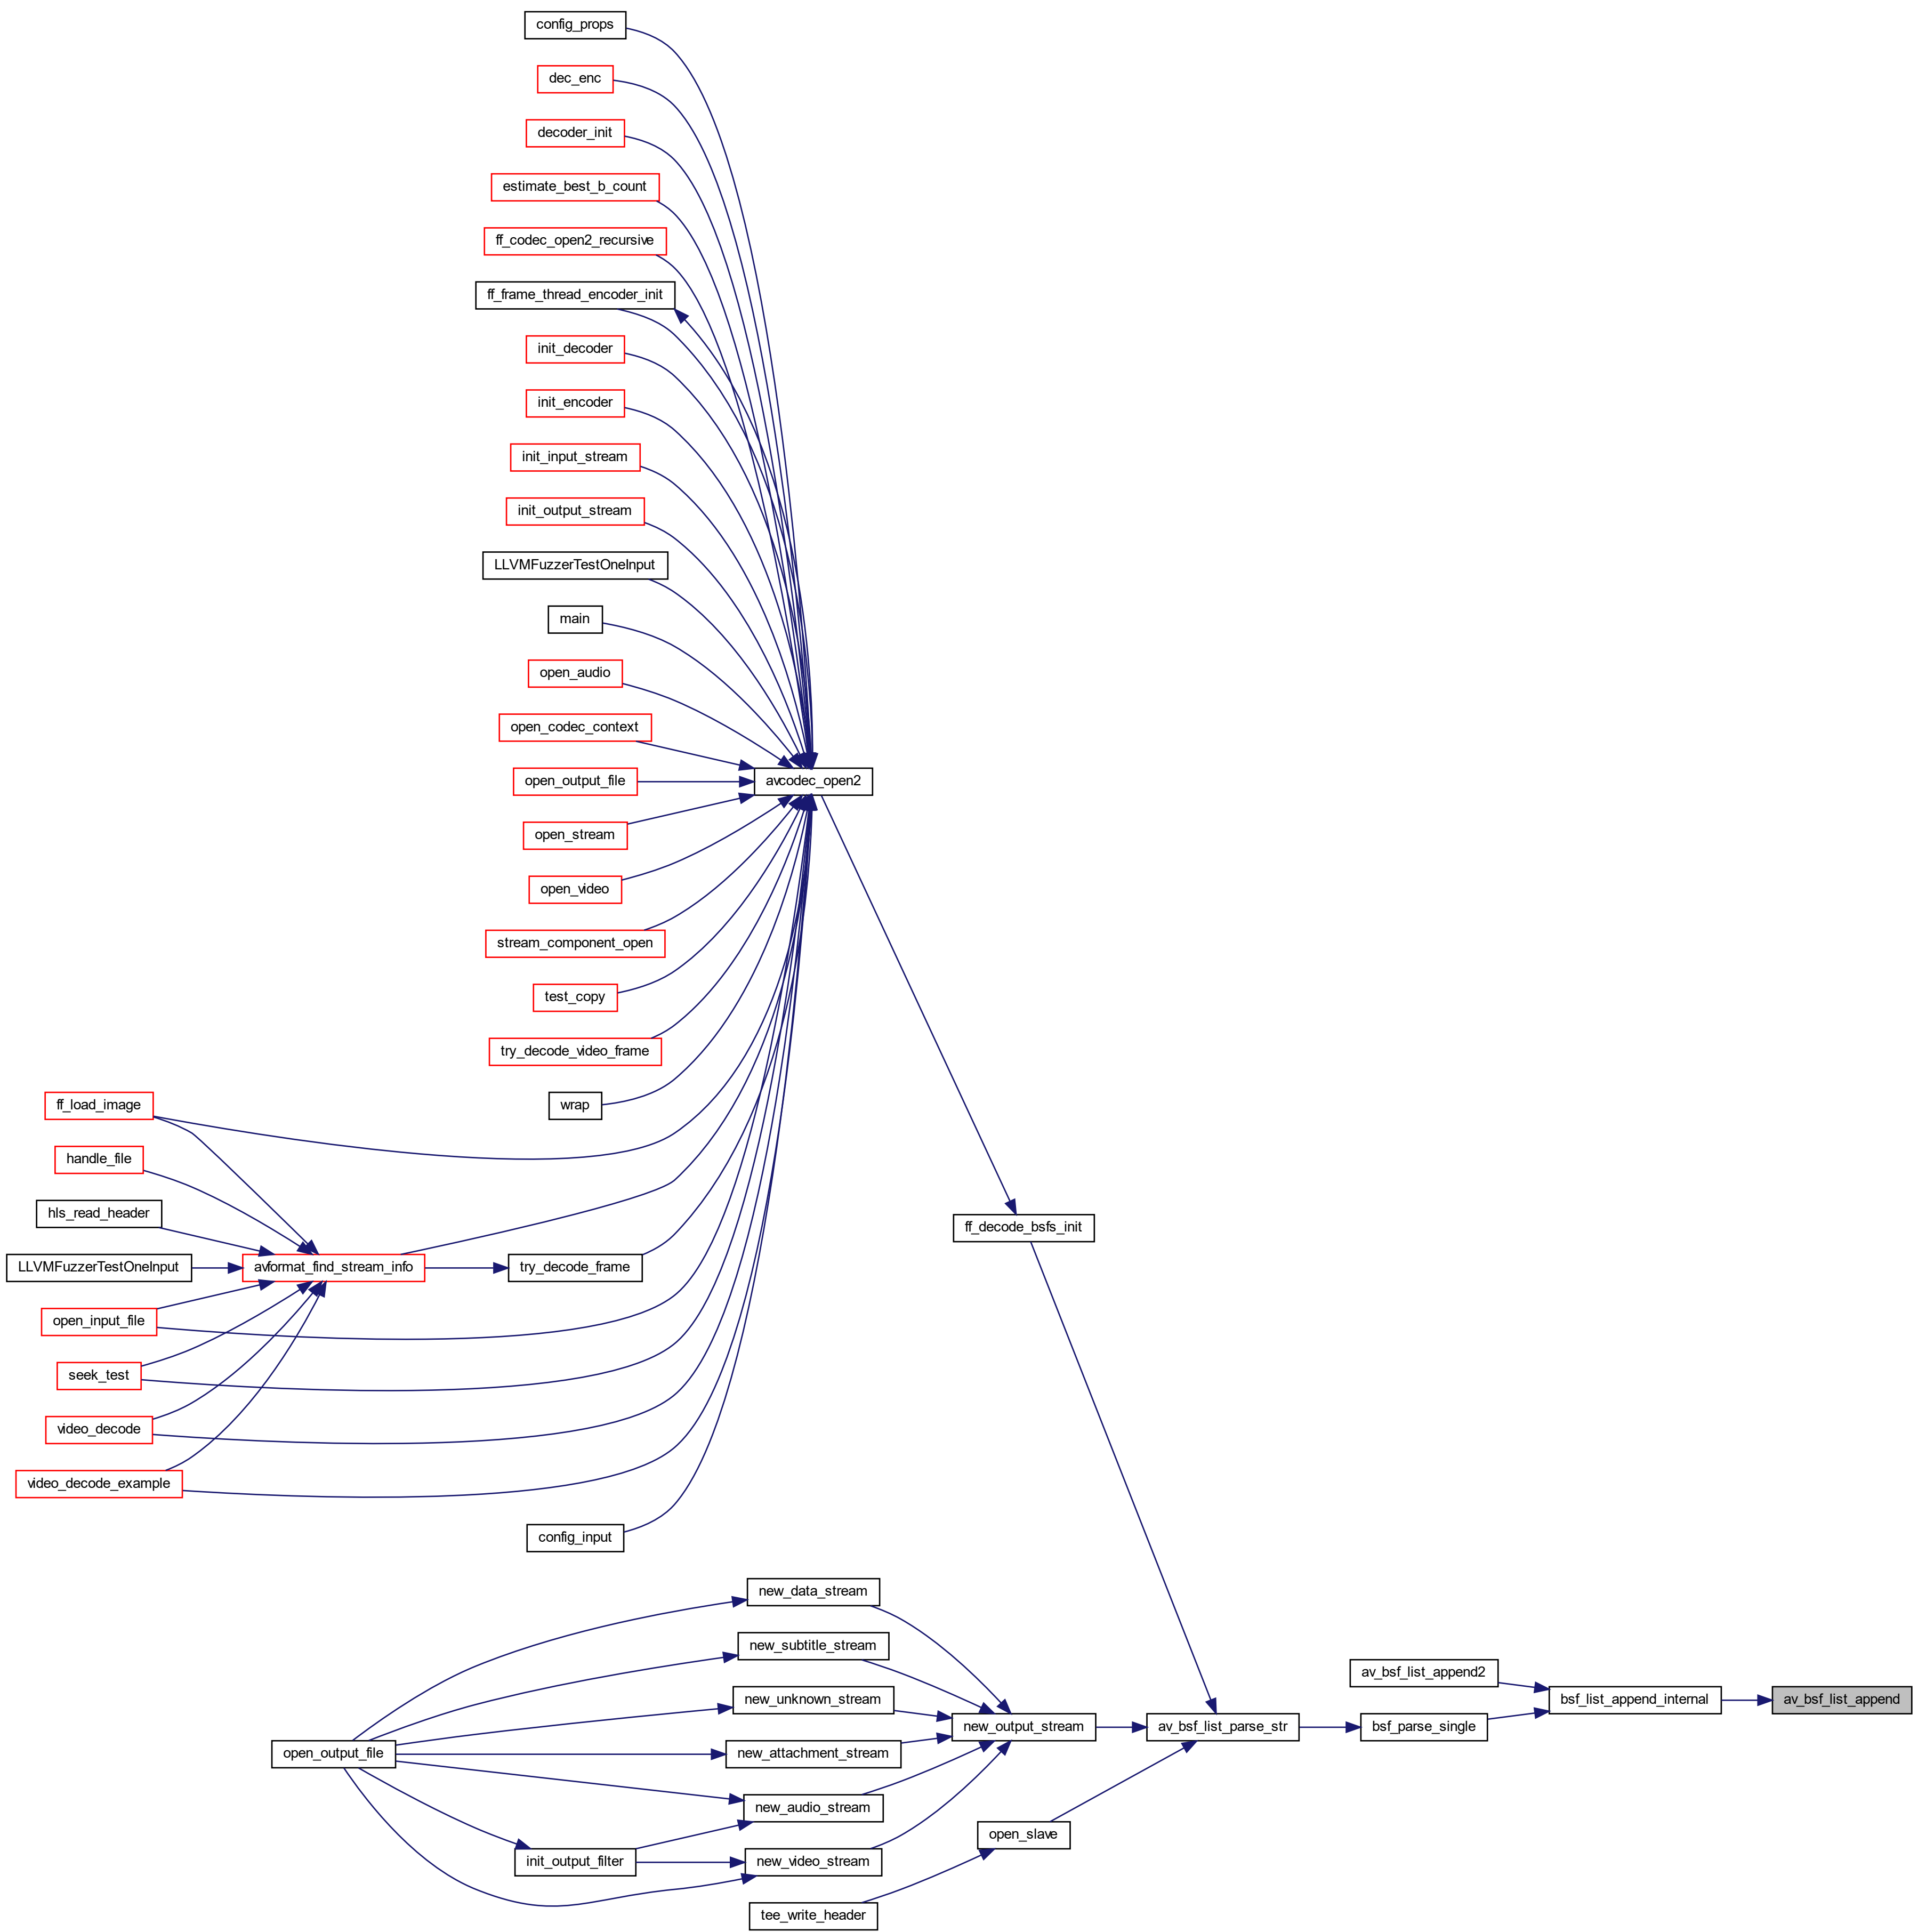 config_props
dec_enc
decoder_init
estimate_best_b_count
ff_codec_open2_recursive
ff_frame_thread_encoder_init
init_decoder
init_encoder
init_input_stream
init_output_stream
LLVMFuzzerTestOneInput
main
open_audio
open_codec_context
avcodec_open2
open_output_file
open_stream
open_video
stream_component_open
test_copy
try_decode_video_frame
wrap
ff_load_image
handle_file
hls_read_header
ff_decode_bsfs_init
LLVMFuzzerTestOneInput
avformat_find_stream_info
try_decode_frame
open_input_file
seek_test
video_decode
video_decode_example
config_input
new_data_stream
new_subtitle_stream
av_bsf_list_append2
new_unknown_stream
bsf_list_append_internal
av_bsf_list_append
new_output_stream
av_bsf_list_parse_str
bsf_parse_single
open_output_file
new_attachment_stream
new_audio_stream
open_slave
init_output_filter
new_video_stream
tee_write_header